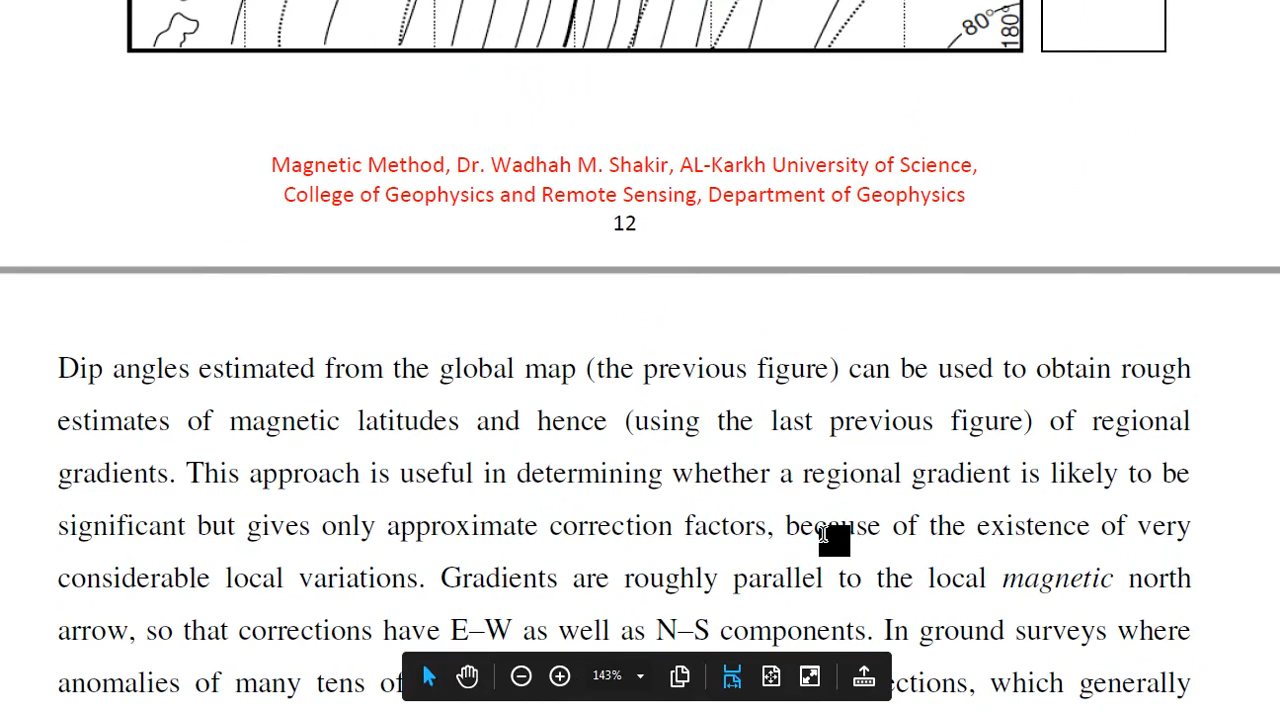 80°
180°
Magnetic Method, Dr. Wadhah M. Shakir, AL-Karkh University of Science,
College of Geophysics and Remote Sensing, Department of Geophysics
12
Dip angles estimated from the global map (the previous figure) can be used to obtain rough
estimates of magnetic latitudes and hence (using the last previous figure) of regional
gradients. This approach is useful in determining whether a regional gradient is likely to be
significant but gives only approximate correction factors, because of the existence of very
considerable local variations. Gradients are roughly parallel to the local magnetic north
arrow, so that corrections have E–W as well as N–S components. In ground surveys where
anomalies of many tens of which generally
143%